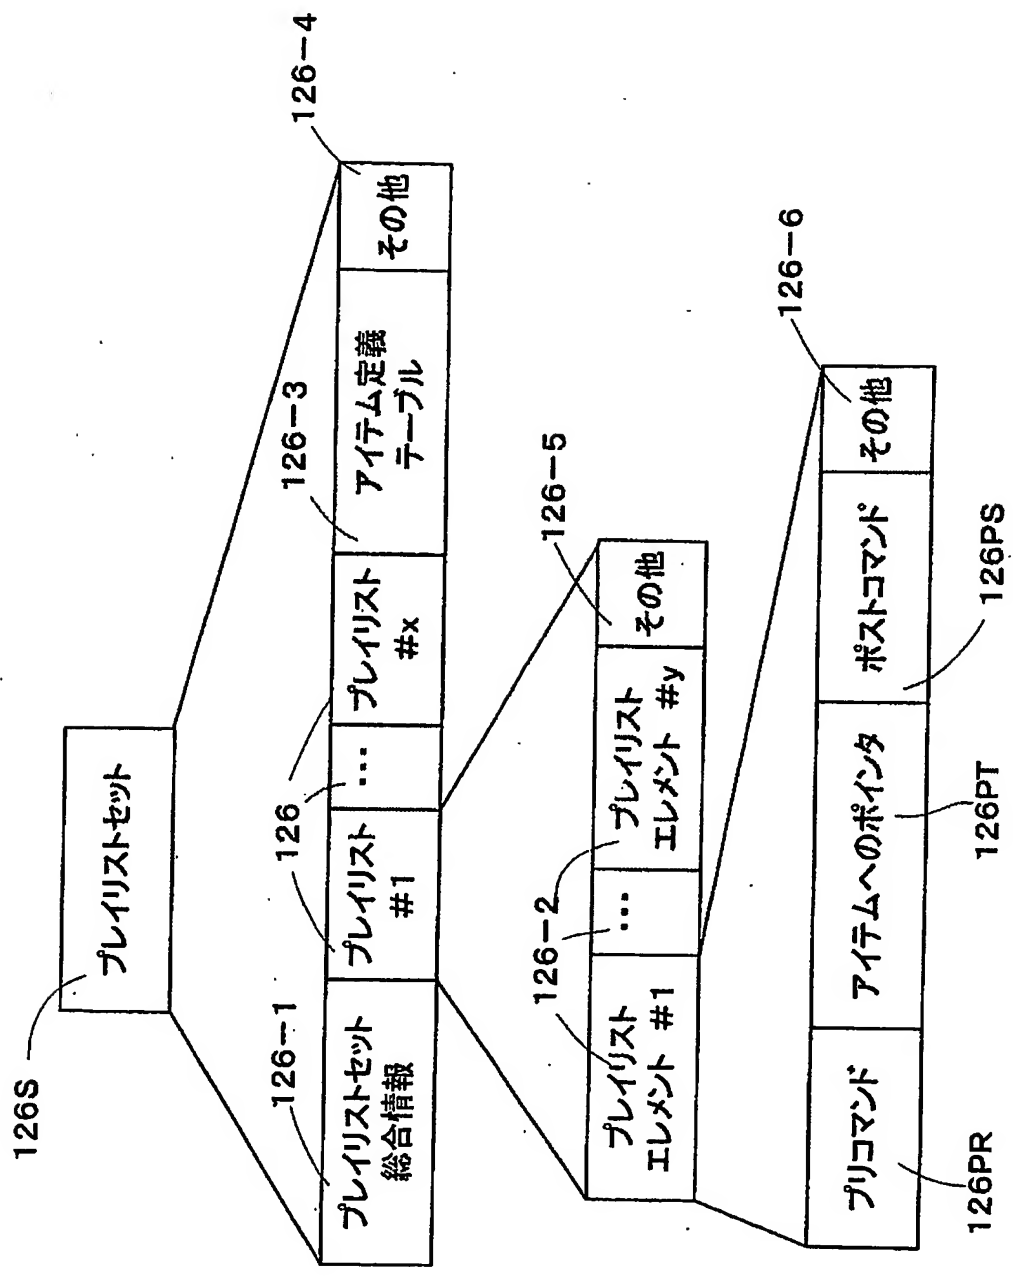 126S
プレイリストセット
126-1
プレイリストセット
総合情報
126
プレイリスト
#1
…
プレイリスト
#x
126-3
アイテム定義
テーブル
126-4
その他
126-2
プレイリスト
エレメント #1
…
プレイリスト
エレメント #y
126-5
その他
プリコマンド
126PR
アイテムへのポインタ
126PT
ポストコマンド
126PS
126-6
その他